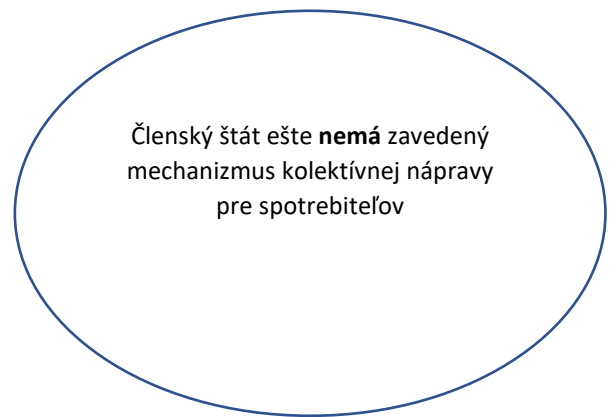 Členský štát ešte nemá zavedený
mechanizmus kolektívnej nápravy
pre spotrebiteľov